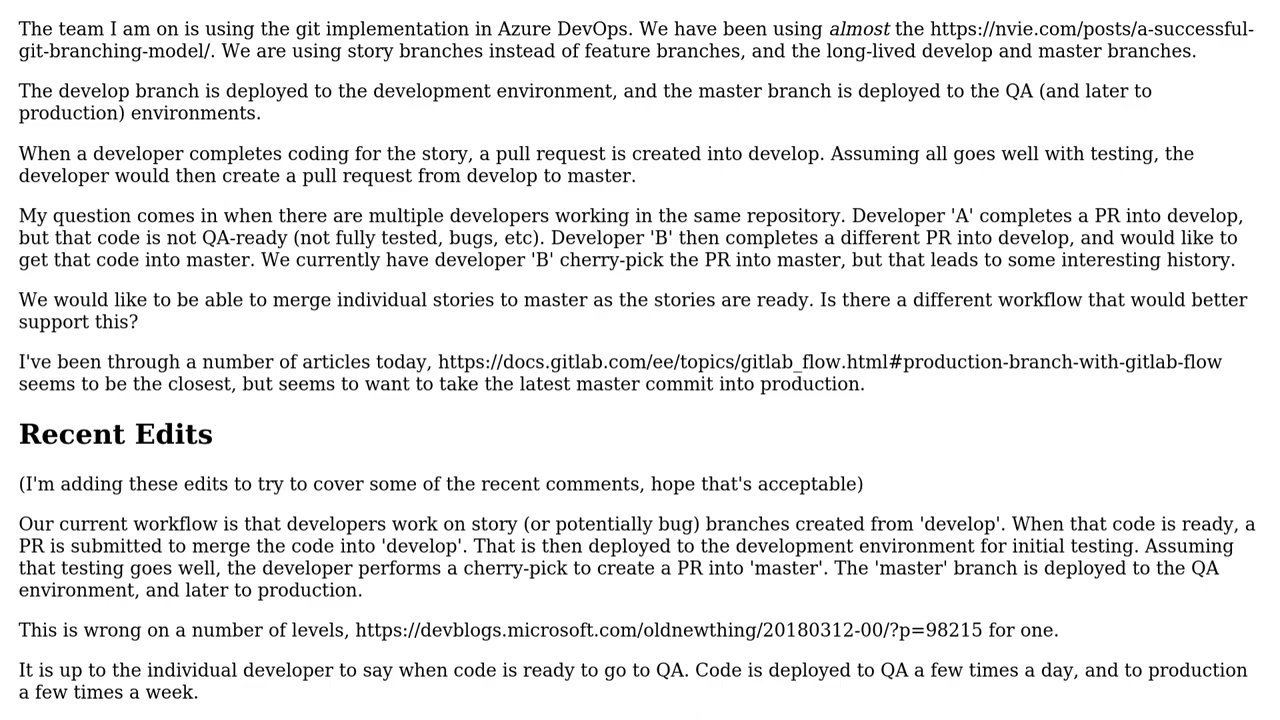 The team I am on is using the git implementation in Azure DevOps. We have been using almost the https://nvie.com/posts/a-successful-
git-branching-model/. We are using story branches instead of feature branches, and the long-lived develop and master branches.
The develop branch is deployed to the development environment, and the master branch is deployed to the QA (and later to
production) environments.
When a developer completes coding for the story, a pull request is created into develop. Assuming all goes well with testing, the
developer would then create a pull request from develop to master.
My question comes in when there are multiple developers working in the same repository. Developer 'A' completes a PR into develop,
but that code is not QA-ready (not fully tested, bugs, etc). Developer 'B' then completes a different PR into develop, and would like to
get that code into master. We currently have developer 'B' cherry-pick the PR into master, but that leads to some interesting history.
We would like to be able to merge individual stories to master as the stories are ready. Is there a different workflow that would better
support this?
I've been through a number of articles today, https://docs.gitlab.com/ee/topics/gitlab_flow.html#production-branch-with-gitlab-flow
seems to be the closest, but seems to want to take the latest master commit into production.
Recent Edits
(I'm adding these edits to try to cover some of the recent comments, hope that's acceptable)
Our current workflow is that developers work on story (or potentially bug) branches created from 'develop'. When that code is ready, a
PR is submitted to merge the code into 'develop'. That is then deployed to the development environment for initial testing. Assuming
that testing goes well, the developer performs a cherry-pick to create a PR into 'master'. The 'master' branch is deployed to the QA
environment, and later to production.
This is wrong on a number of levels, https://devblogs.microsoft.com/oldnewthing/20180312-00/?p=98215 for one.
It is up to the individual developer to say when code is ready to go to QA. Code is deployed to QA a few times a day, and to production
a few times a week.